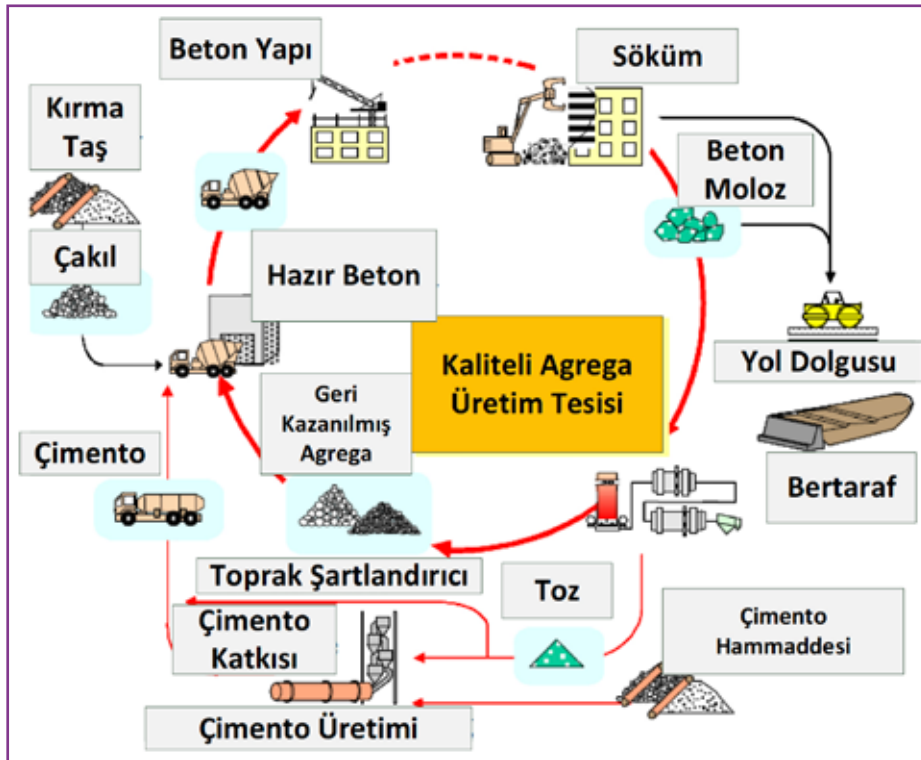 Beton Yapı
Söküm
Kırma
Taş
Beton
Moloz
Çakıl
Hazır Beton
Kaliteli Agrega
Üretim Tesisi
Yol Dolgusu
Geri
Kazanılmış
Agrega
Çimento
Bertaraf
Toprak Şartlandırıcı
Toz
Çimento
Katkısı
Çimento
Hammaddesi
Çimento Üretimi